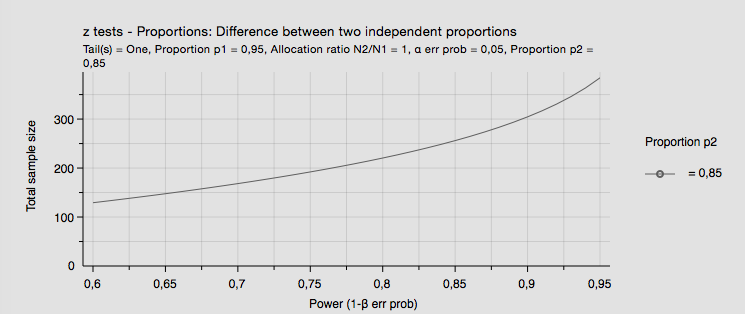 z tests - Proportions: Difference between two independent proportions
Tail(s) = One, Proportion p1 = 0,95, Allocation ratio N2/N1 = 1, α err prob = 0,05, Proportion p2 =
0,85
Total sample size
300
200
100
0
0,6 0,65 0,7 0,75 0,8 0,85 0,9 0,95
Power (1-β err prob)
Proportion p2
= 0,85